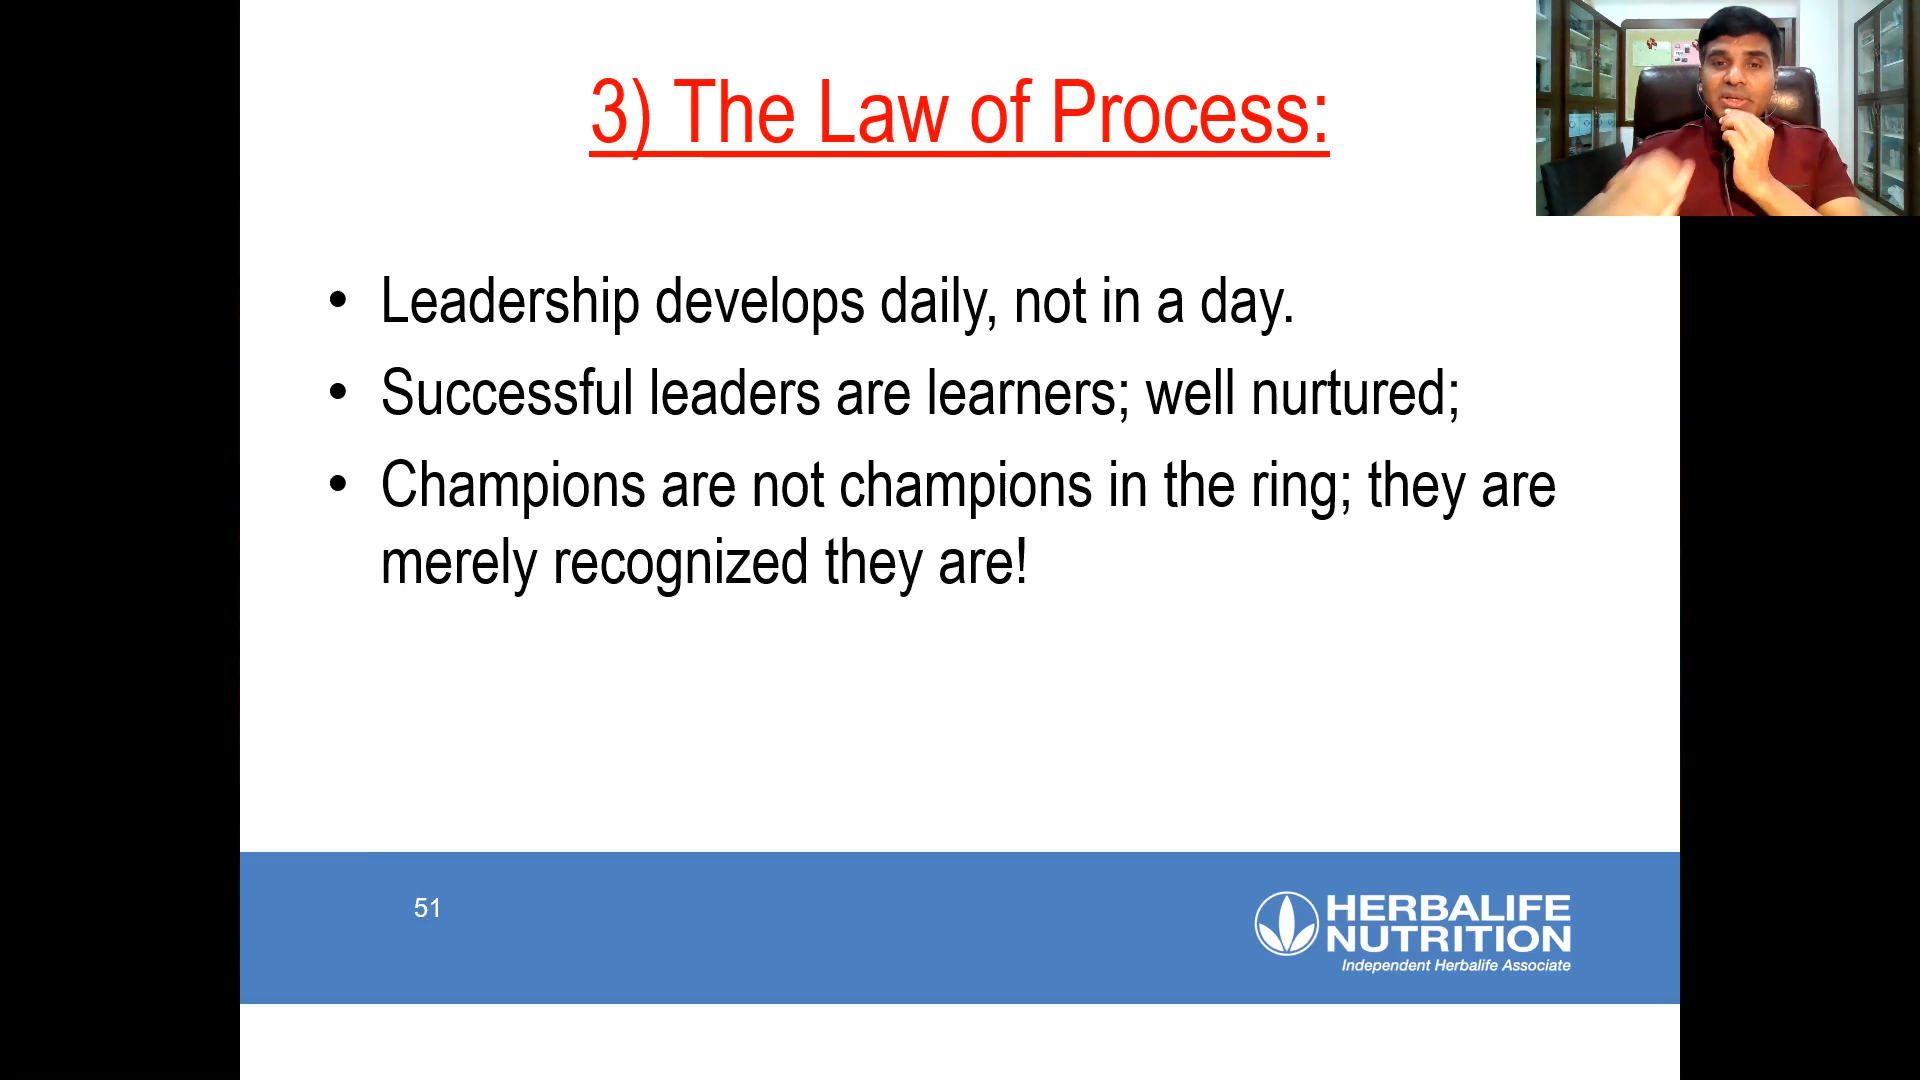 3) The Law of Process:
• Leadership develops daily, not in a day.
• Successful leaders are learners; well nurtured;
• Champions are not champions in the ring; they are
merely recognized they are!
51
HERBALIFE
NUTRITION
Independent Herbalife Associate